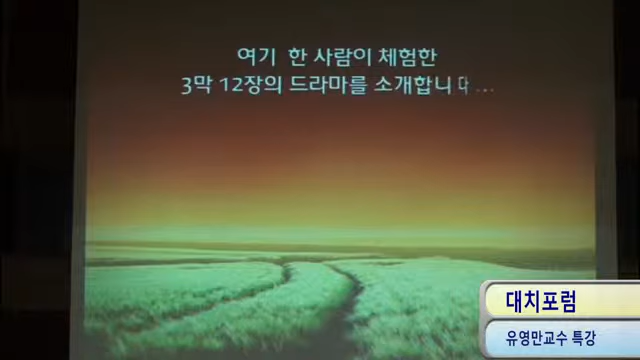 여기 한 사람이 체험한
3막 12장의 드라마를 소개합니다...
대치포럼
유영만교수 특강